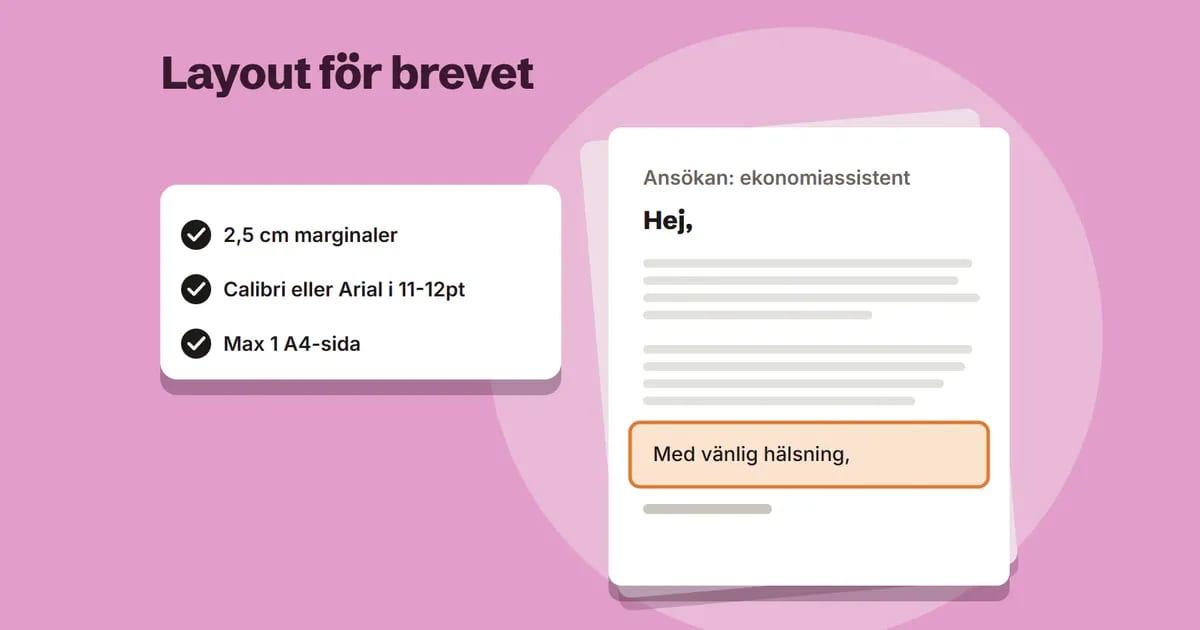 Layout för brevet
2,5 cm marginaler
Calibri eller Arial i 11-12pt
Max 1 A4-sida
Ansökan: ekonomiassistent
Hej,
Med vänlig hälsning,